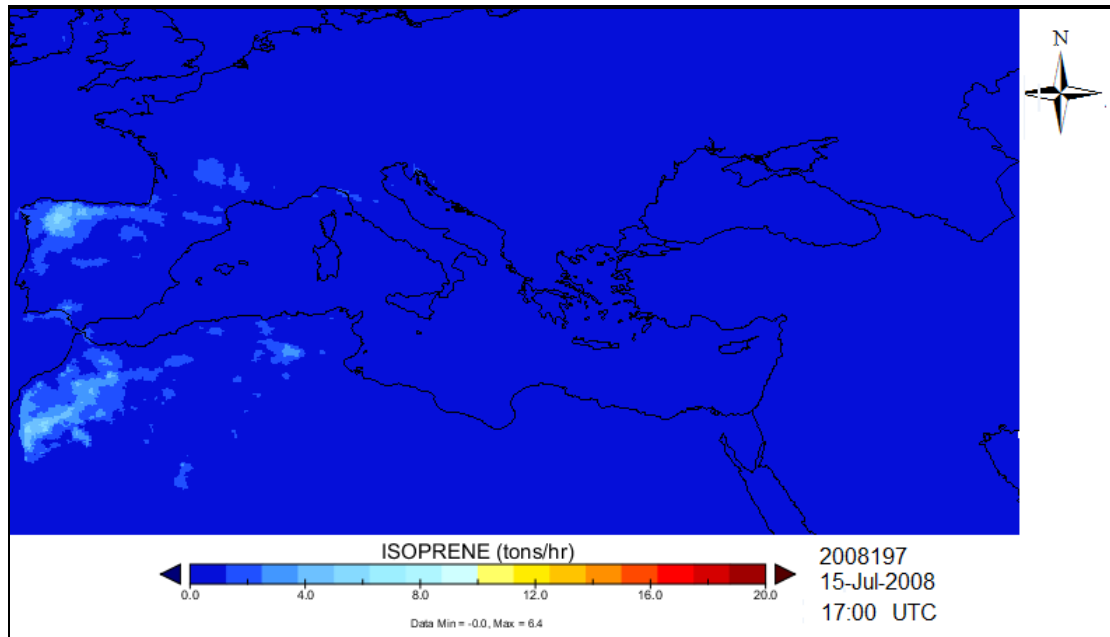 N
ISOPRENE (tons/hr)
0.0 4.0 8.0 12.0 16.0 20.0
Data Min = -0.0, Max = 6.4
2008197
15-Jul-2008
17:00 UTC